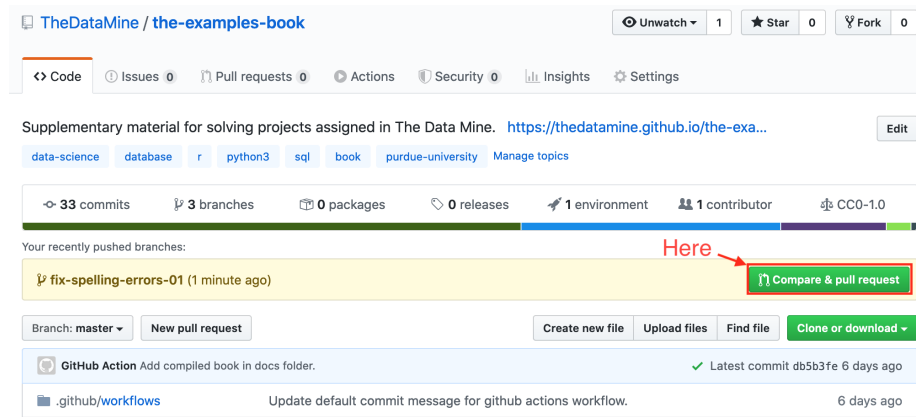 TheDataMine / the-examples-book
Unwatch 1 Star 0 Fork 0
Code Issues 0 Pull requests 0 Actions Security 0 Insights Settings
Supplementary material for solving projects assigned in The Data Mine. https://thedatamine.github.io/the-exa... Edit
data-science database r python3 sql book purdue-university Manage topics
33 commits 3 branches 0 packages 0 releases 1 environment 1 contributor CC0-1.0
Your recently pushed branches:
Here
fix-spelling-errors-01 (1 minute ago) Compare & pull request
Branch: master New pull request Create new file Upload files Find file Clone or download
GitHub Action Add compiled book in docs folder. Latest commit db5b3fe 6 days ago
.github/workflows Update default commit message for github actions workflow. 6 days ago